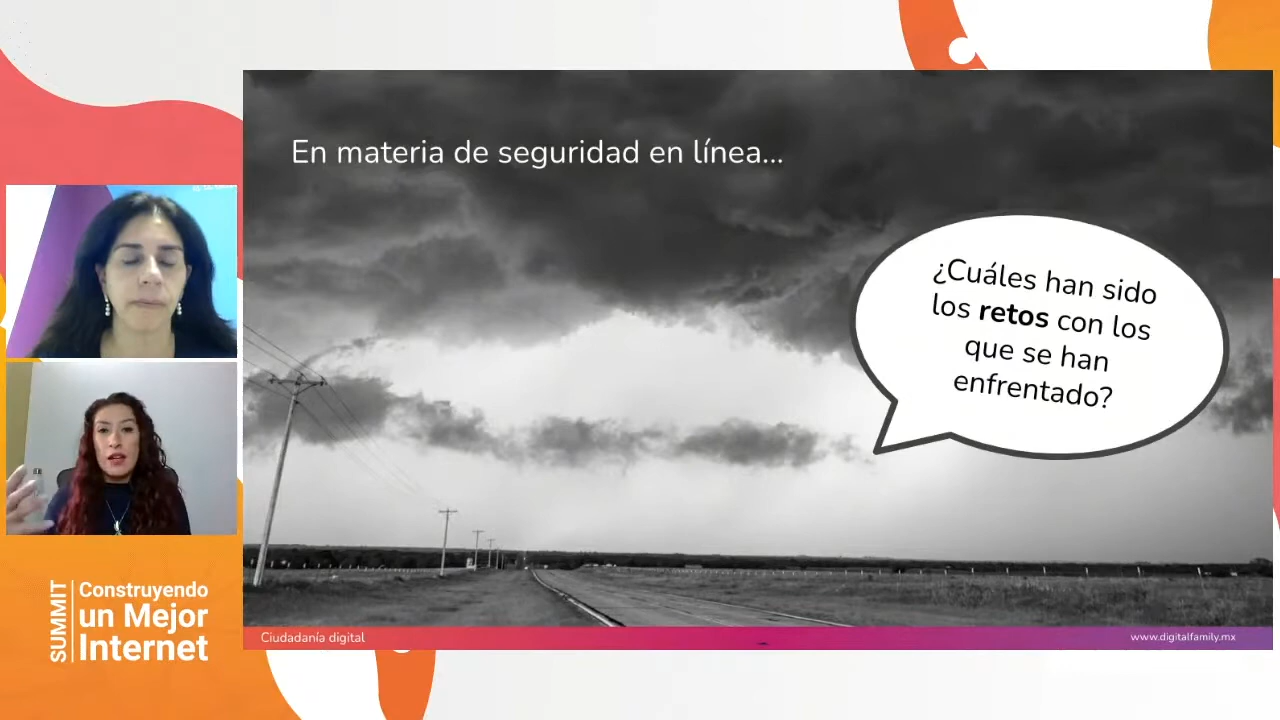 En materia de seguridad en línea...
¿Cuáles han sido
los retos con los
que se han
enfrentado?
SUMMIT
Construyendo
un Mejor
Internet
Ciudadanía digital
www.digitalfamily.mx